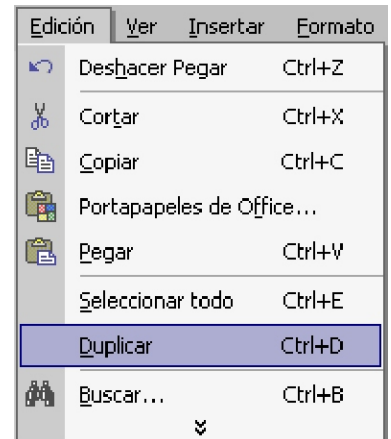 Edición Ver Insertar Formato
Deshacer Pegar Ctrl+Z
Cortar Ctrl+X
Copiar Ctrl+C
Portapapeles de Office...
Pegar Ctrl+V
Seleccionar todo Ctrl+E
Duplicar Ctrl+D
Buscar... Ctrl+B